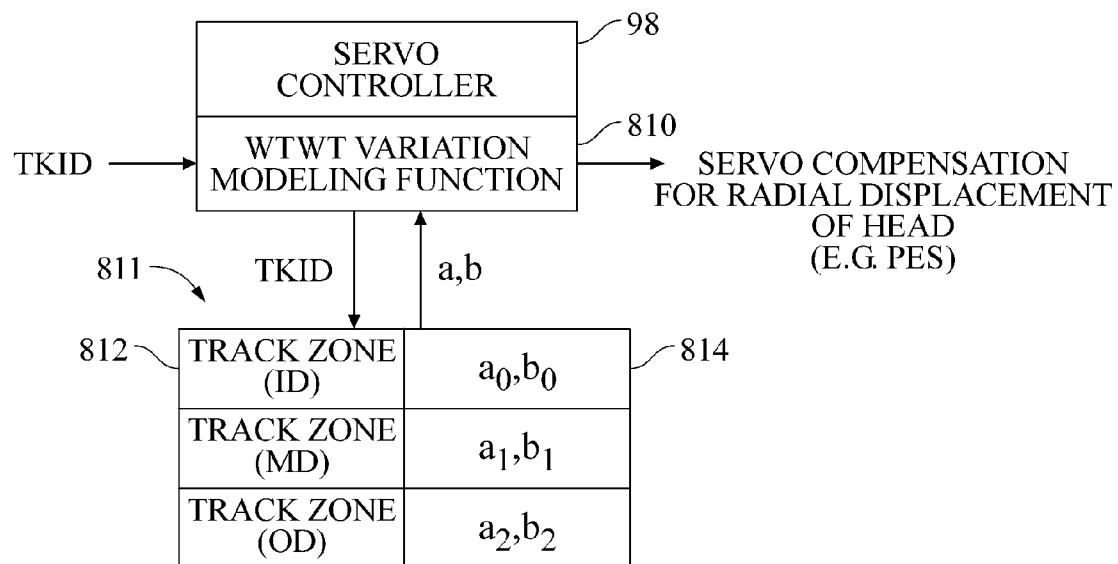 98
SERVO
CONTROLLER
810
TKID
WTWT VARIATION
MODELING FUNCTION
SERVO COMPENSATION
FOR RADIAL DISPLACEMENT
OF HEAD
(E.G. PES)
811
TKID
a,b
812
TRACK ZONE
(ID)
a0,b0
814
TRACK ZONE
(MD)
a1,b1
TRACK ZONE
(OD)
a2,b2